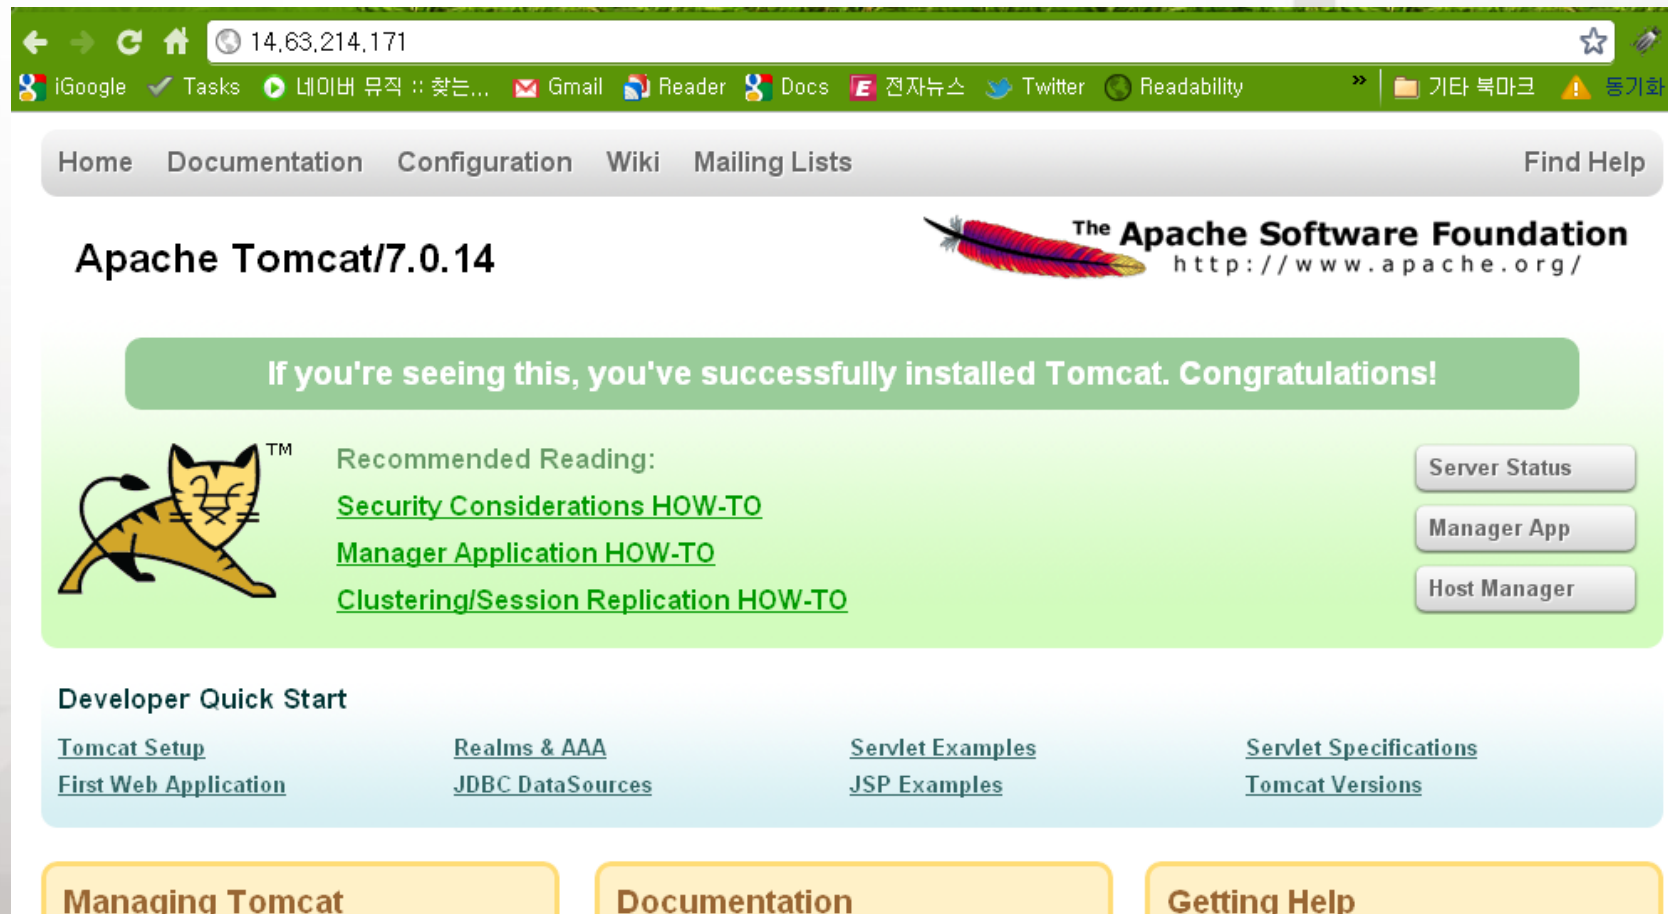 14.63.214.171
iGoogle Tasks 네이버 뮤직 :: 찾는... Gmail Reader Docs 전자뉴스 Twitter Readability » 기타 북마크 동기화
Home Documentation Configuration Wiki Mailing Lists Find Help
Apache Tomcat/7.0.14
The Apache Software Foundation
http://www.apache.org/
If you're seeing this, you've successfully installed Tomcat. Congratulations!
TM
Recommended Reading:
Security Considerations HOW-TO
Manager Application HOW-TO
Clustering/Session Replication HOW-TO
Server Status
Manager App
Host Manager
Developer Quick Start
Tomcat Setup Realms & AAA Servlet Examples Servlet Specifications
First Web Application JDBC DataSources JSP Examples Tomcat Versions
Managing Tomcat Documentation Getting Help